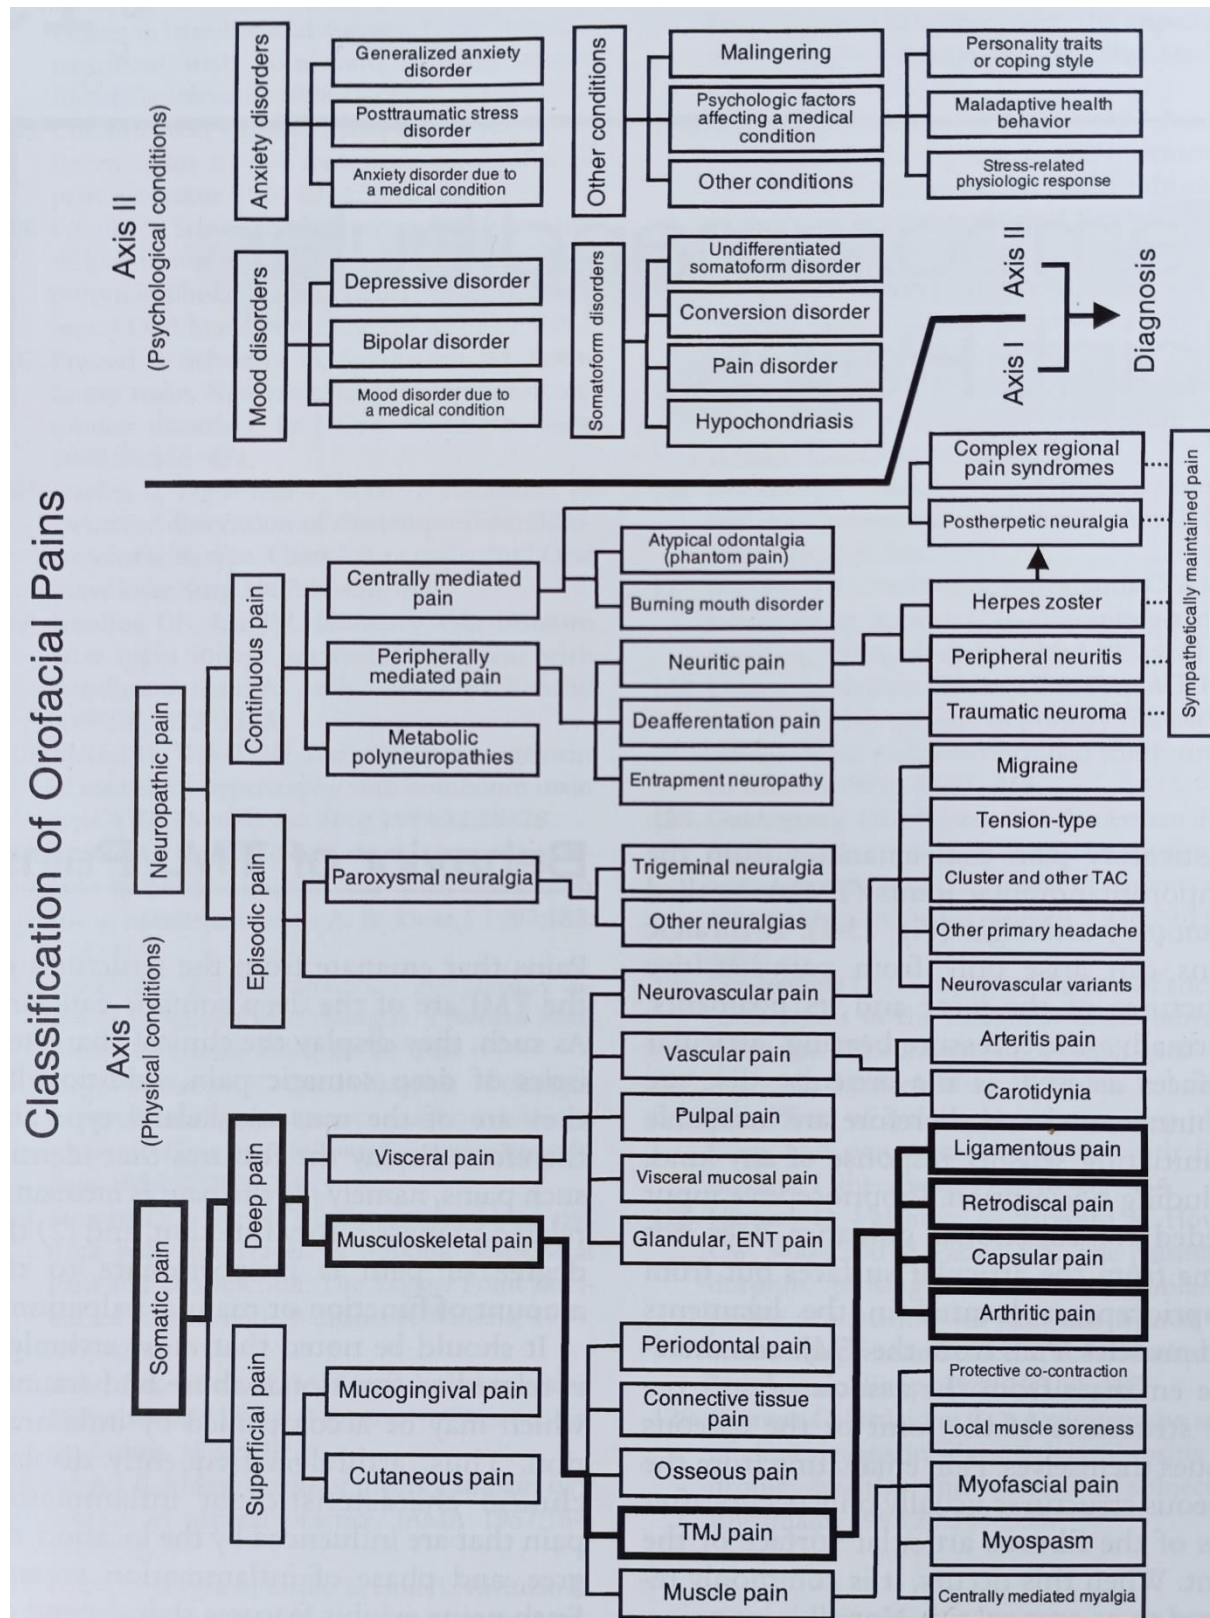 Classification of Orofacial Pains
Axis II
(Psychological conditions)
Anxiety disorders
Generalized anxiety
disorder
Posttraumatic stress
disorder
Anxiety disorder due to
a medical condition
Other conditions
Malingering
Psychologic factors
affecting a medical
condition
Other conditions
Personality traits
or coping style
Maladaptive health
behavior
Stress-related
physiologic response
Mood disorders
Depressive disorder
Bipolar disorder
Mood disorder due to
a medical condition
Somatoform disorders
Undifferentiated
somatoform disorder
Conversion disorder
Pain disorder
Hypochondriasis
Axis I
Axis II
Diagnosis
Axis I
(Physical conditions)
Neuropathic pain
Continuous pain
Centrally mediated
pain
Peripherally
mediated pain
Metabolic
polyneuropathies
Atypical odontalgia
(phantom pain)
Burning mouth disorder
Neuritic pain
Deafferentation pain
Entrapment neuropathy
Complex regional
pain syndromes
Postherpetic neuralgia
Herpes zoster
Peripheral neuritis
Traumatic neuroma
Sympathetically maintained pain
Episodic pain
Paroxysmal neuralgia
Trigeminal neuralgia
Other neuralgias
Neurovascular pain
Migraine
Tension-type
Cluster and other TAC
Other primary headache
Neurovascular variants
Somatic pain
Deep pain
Visceral pain
Musculoskeletal pain
Vascular pain
Pulpal pain
Visceral mucosal pain
Glandular, ENT pain
Arteritis pain
Carotidynia
Ligamentous pain
Retrodiscal pain
Capsular pain
Arthritic pain
Superficial pain
Mucogingival pain
Cutaneous pain
Periodontal pain
Connective tissue
pain
Osseous pain
TMJ pain
Muscle pain
Protective co-contraction
Local muscle soreness
Myofascial pain
Myospasm
Centrally mediated myalgia